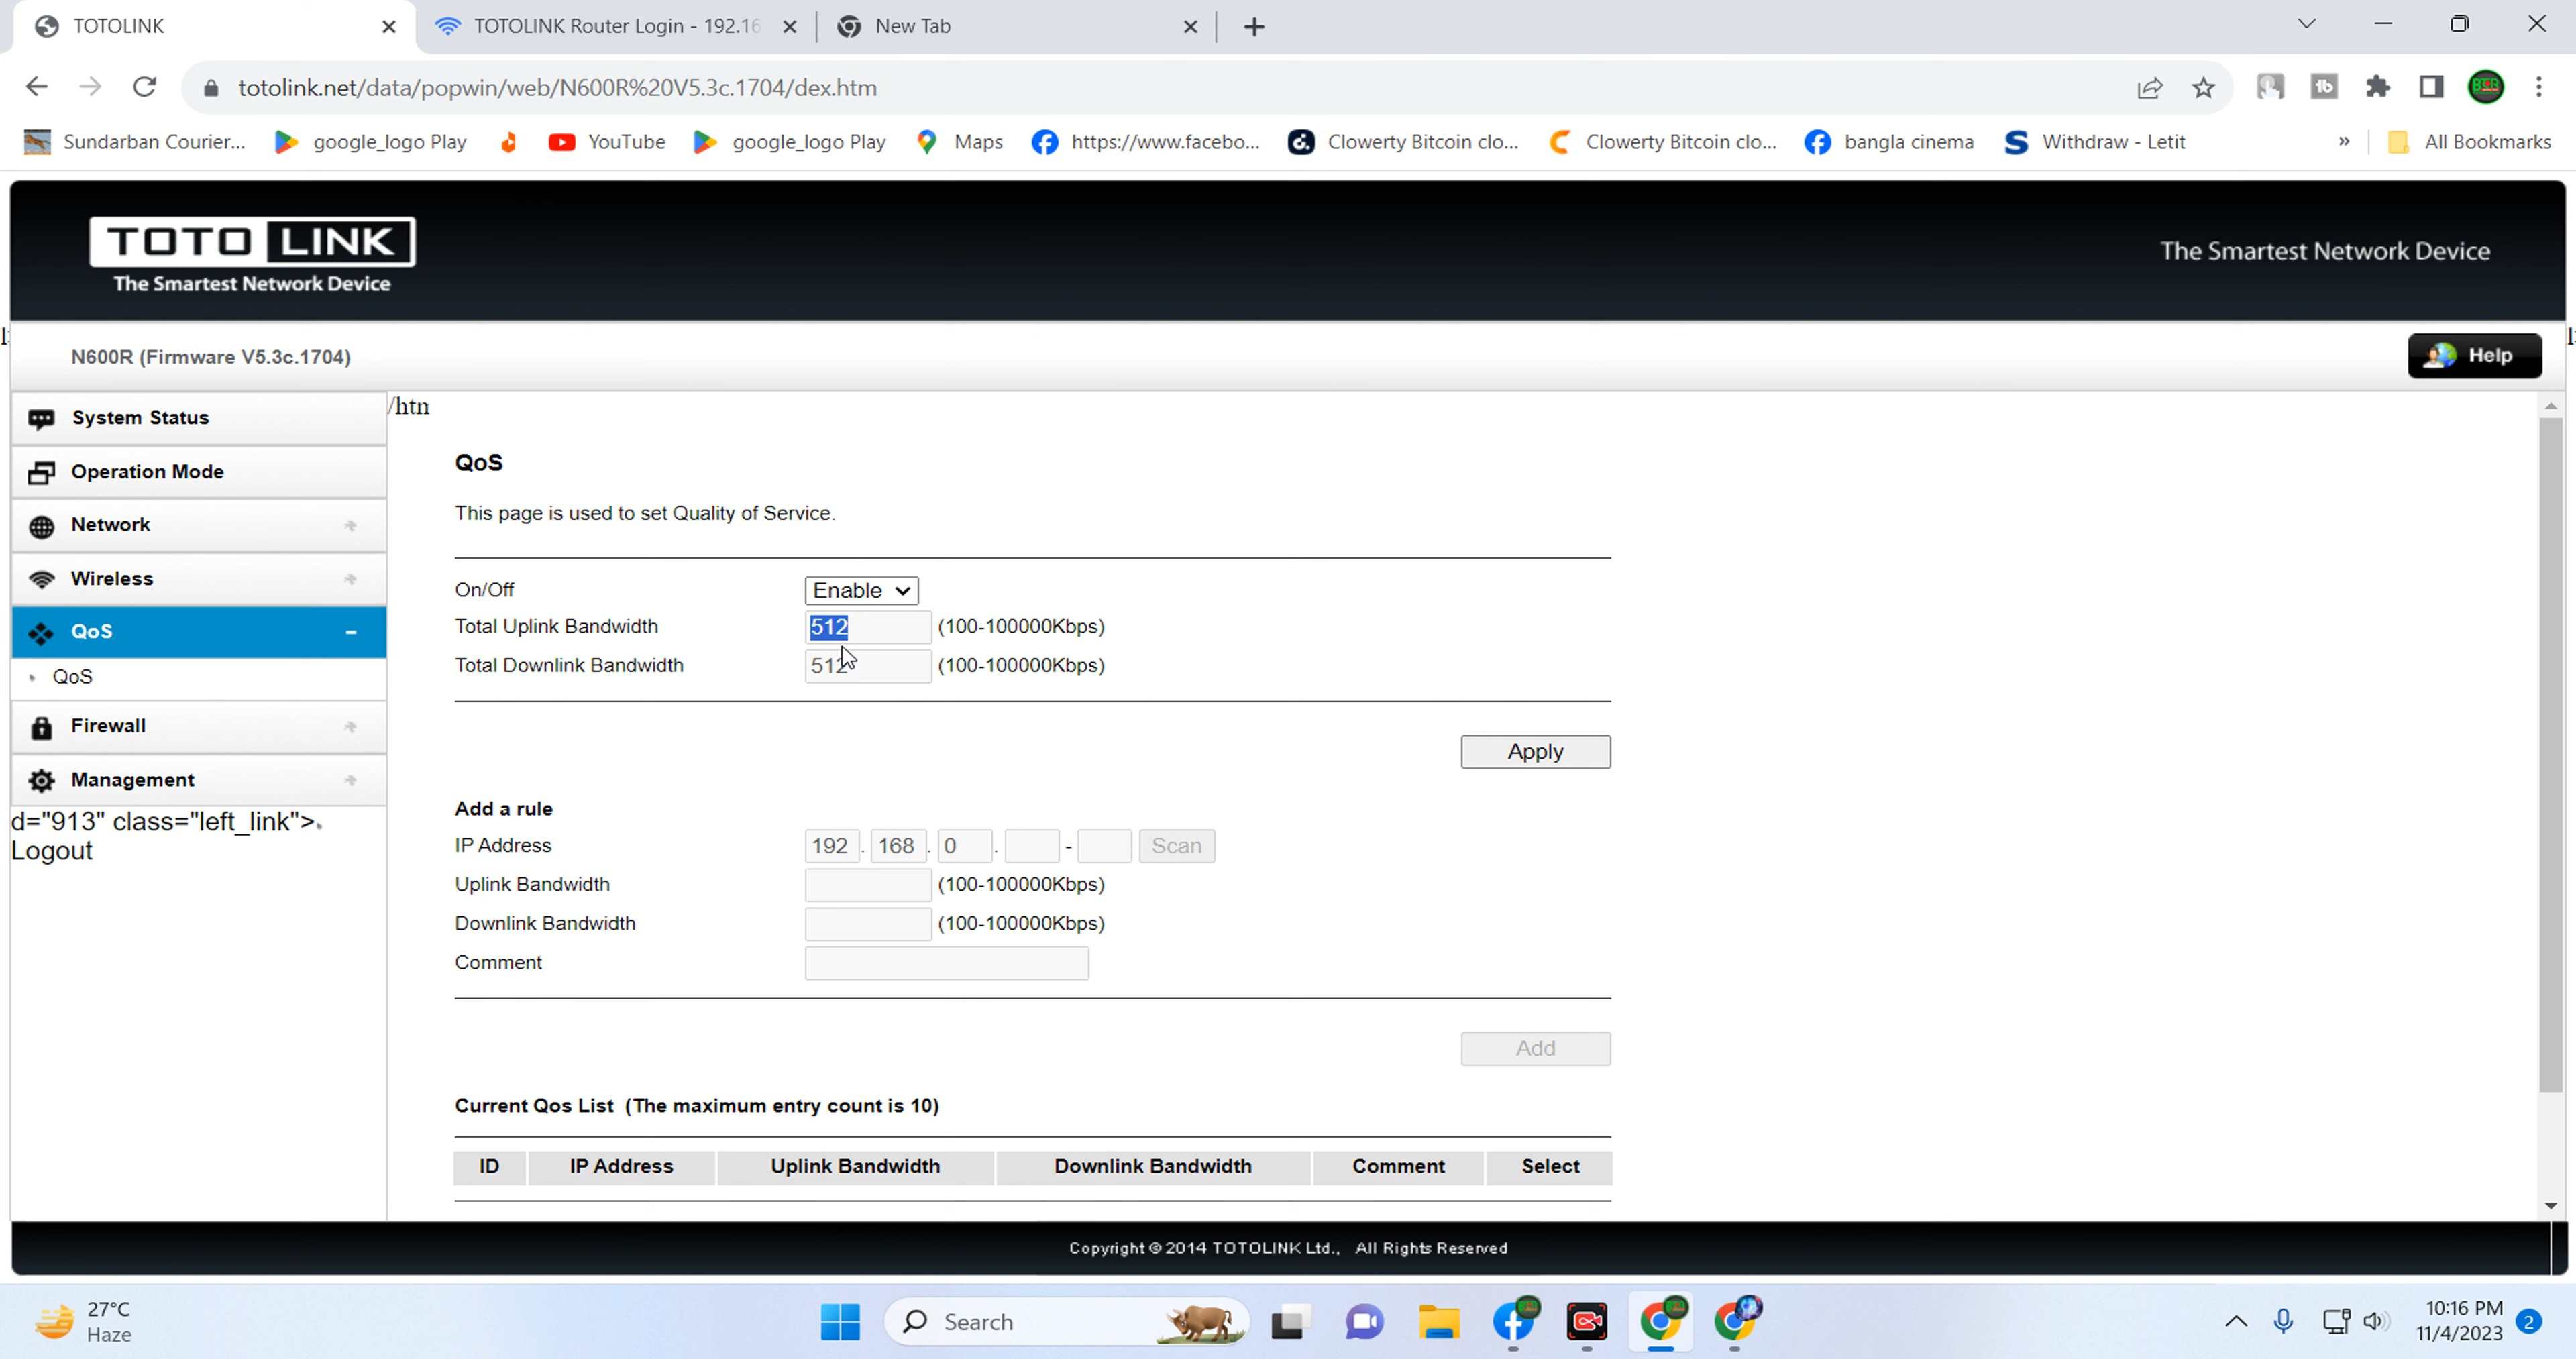 TOTOLINK
TOTOLINK Router Login - 192.16
New Tab
totolink.net/data/popwin/web/N600R%20V5.3c.1704/dex.htm
Sundarban Courier...
google_logo Play
YouTube
google_logo Play
Maps
https://www.facebo...
Clowerty Bitcoin clo...
Clowerty Bitcoin clo...
bangla cinema
Withdraw - Letit
»
All Bookmarks
TOTO LINK
The Smartest Network Device
The Smartest Network Device
N600R (Firmware V5.3c.1704)
Help
System Status
Operation Mode
Network
Wireless
QoS
QoS
Firewall
Management
d="913" class="left_link">
Logout
/htn
QoS
This page is used to set Quality of Service.
On/Off Enable
Total Uplink Bandwidth 512 (100-100000Kbps)
Total Downlink Bandwidth 512 (100-100000Kbps)
Apply
Add a rule
IP Address 192 . 168 . 0 . - Scan
Uplink Bandwidth (100-100000Kbps)
Downlink Bandwidth (100-100000Kbps)
Comment
Add
Current Qos List (The maximum entry count is 10)
ID IP Address Uplink Bandwidth Downlink Bandwidth Comment Select
Copyright © 2014 TOTOLINK Ltd., All Rights Reserved
27°C
Haze
Search
10:16 PM
11/4/2023
2